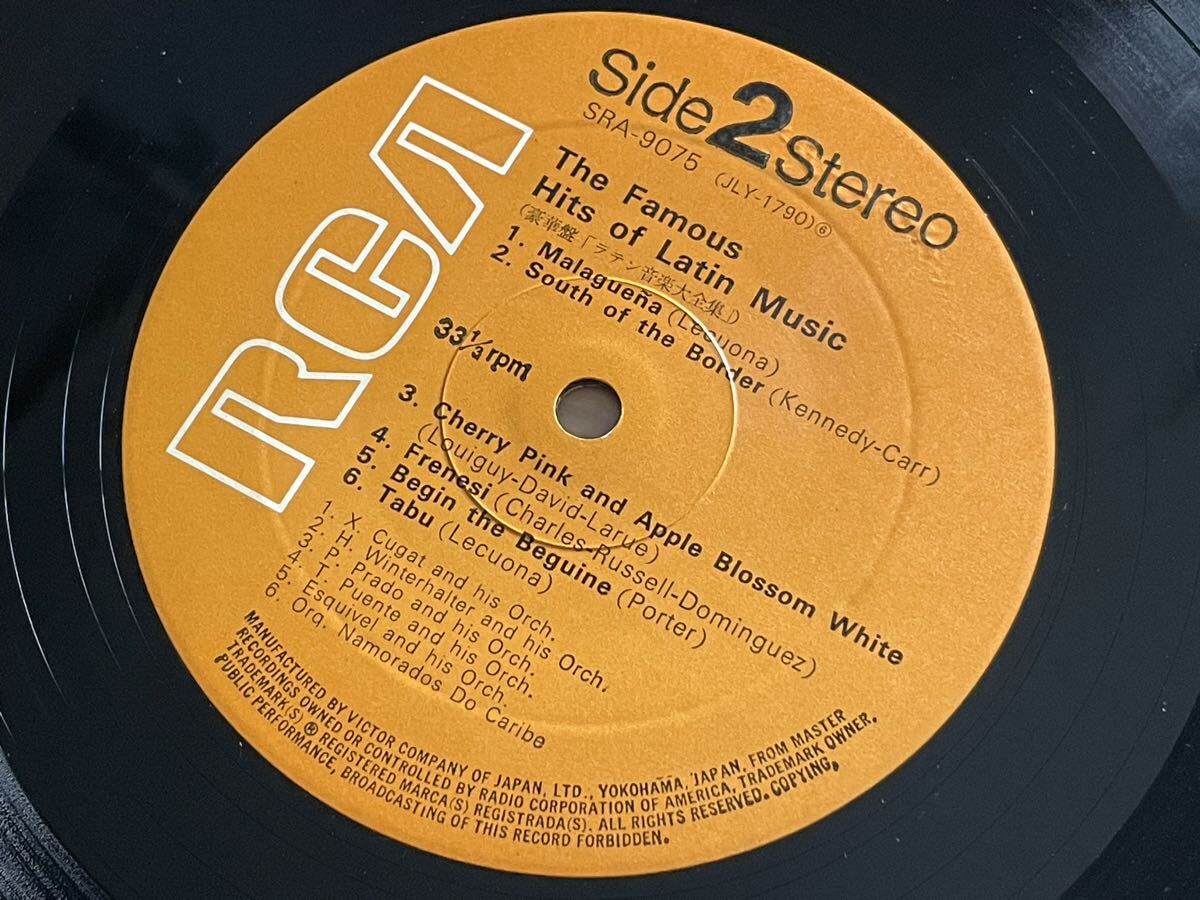 RCA
Side 2 Stereo
SRA-9075 (JLY-1790)⑥
The Famous
Hits of Latin Music
(豪華盤「ラテン音楽大全集」)
1. Malagueña (Lecuona)
2. South of the Border (Kennedy-Carr)
33⅓rpm
3. Cherry Pink and Apple Blossom White
(Louiguy-David-Larue)
4. Frenesi (Charles-Russell-Dominguez)
5. Begin the Beguine (Porter)
6. Tabu (Lecuona)
1. X. Cugat and his Orch.
2. H. Winterhalter and his Orch.
3. P. Prado and his Orch.
4. T. Puente and his Orch.
5. Esquivel and his Orch.
6. Orq. Namorados Do Caribe
MANUFACTURED BY VICTOR COMPANY OF JAPAN, LTD., YOKOHAMA, JAPAN, FROM MASTER
RECORDINGS OWNED OR CONTROLLED BY RADIO CORPORATION OF AMERICA, TRADEMARK OWNER.
TRADEMARK(S) ® REGISTERED MARCA(S) REGISTRADA(S). ALL RIGHTS RESERVED. COPYING,
PUBLIC PERFORMANCE, BROADCASTING OF THIS RECORD FORBIDDEN.